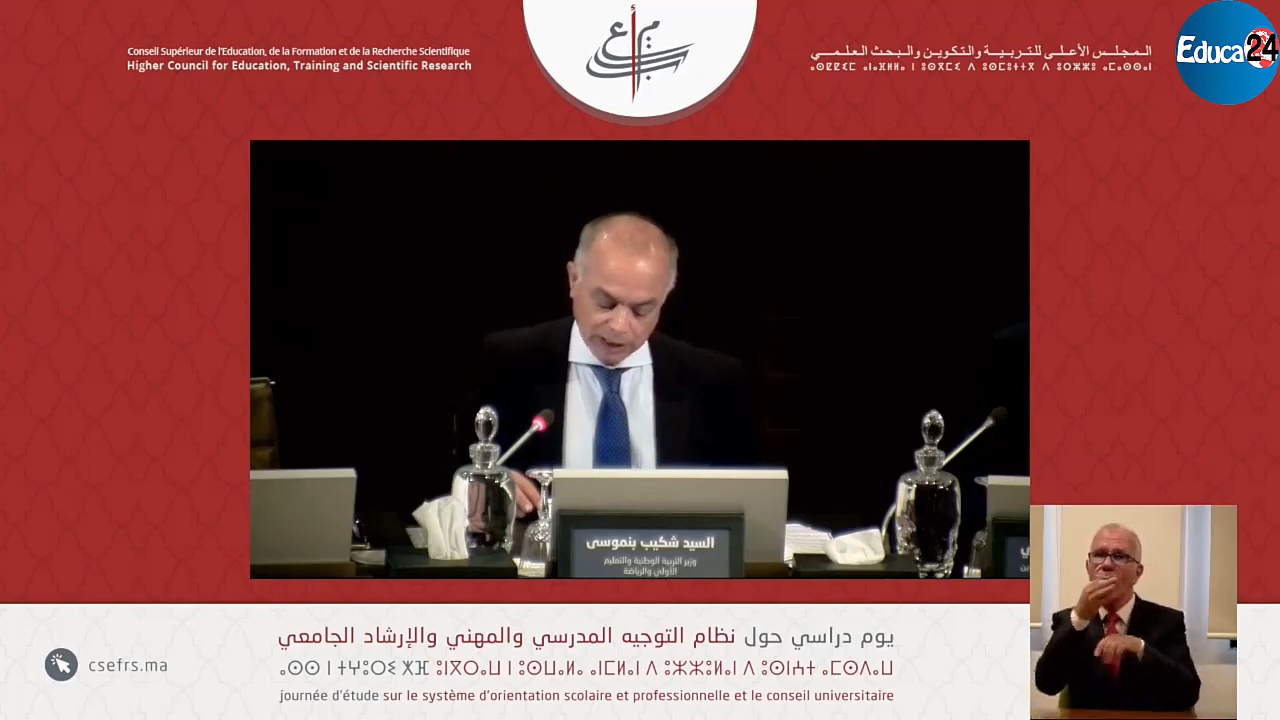 Conseil Supérieur de l'Education, de la Formation et de la Recherche Scientifique
Higher Council for Education, Training and Scientific Research
المجلس الأعلى للتربية والتكوين والبحث العلمي
Educa24
السيد شكيب بنموسى
وزير التربية الوطنية والتعليم
الأولي والرياضة
يوم دراسي حول نظام التوجيه المدرسي والمهني والإرشاد الجامعي
journée d'étude sur le système d'orientation scolaire et professionnelle et le conseil universitaire
csefrs.ma